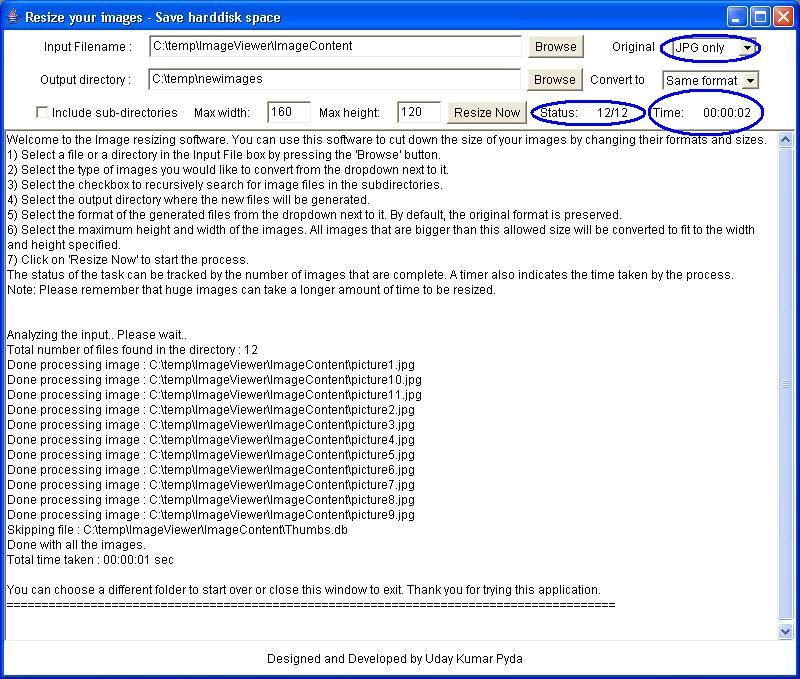 Resize your images - Save harddisk space
Input Filename : C:\temp\ImageViewer\ImageContent Browse Original JPG only
Output directory : C:\temp\newimages Browse Convert to Same format
Include sub-directories Max width: 160 Max height: 120 Resize Now Status: 12/12 Time: 00:00:02
Welcome to the Image resizing software. You can use this software to cut down the size of your images by changing their formats and sizes.
1) Select a file or a directory in the Input File box by pressing the 'Browse' button.
2) Select the type of images you would like to convert from the dropdown next to it.
3) Select the checkbox to recursively search for image files in the subdirectories.
4) Select the output directory where the new files will be generated.
5) Select the format of the generated files from the dropdown next to it. By default, the original format is preserved.
6) Select the maximum height and width of the images. All images that are bigger than this allowed size will be converted to fit to the width
and height specified.
7) Click on 'Resize Now' to start the process.
The status of the task can be tracked by the number of images that are complete. A timer also indicates the time taken by the process.
Note: Please remember that huge images can take a longer amount of time to be resized.
Analyzing the input.. Please wait..
Total number of files found in the directory : 12
Done processing image : C:\temp\ImageViewer\ImageContent\picture1.jpg
Done processing image : C:\temp\ImageViewer\ImageContent\picture10.jpg
Done processing image : C:\temp\ImageViewer\ImageContent\picture11.jpg
Done processing image : C:\temp\ImageViewer\ImageContent\picture2.jpg
Done processing image : C:\temp\ImageViewer\ImageContent\picture3.jpg
Done processing image : C:\temp\ImageViewer\ImageContent\picture4.jpg
Done processing image : C:\temp\ImageViewer\ImageContent\picture5.jpg
Done processing image : C:\temp\ImageViewer\ImageContent\picture6.jpg
Done processing image : C:\temp\ImageViewer\ImageContent\picture7.jpg
Done processing image : C:\temp\ImageViewer\ImageContent\picture8.jpg
Done processing image : C:\temp\ImageViewer\ImageContent\picture9.jpg
Skipping file : C:\temp\ImageViewer\ImageContent\Thumbs.db
Done with all the images.
Total time taken : 00:00:01 sec
You can choose a different folder to start over or close this window to exit. Thank you for trying this application.
=======================================================================================
Designed and Developed by Uday Kumar Pyda